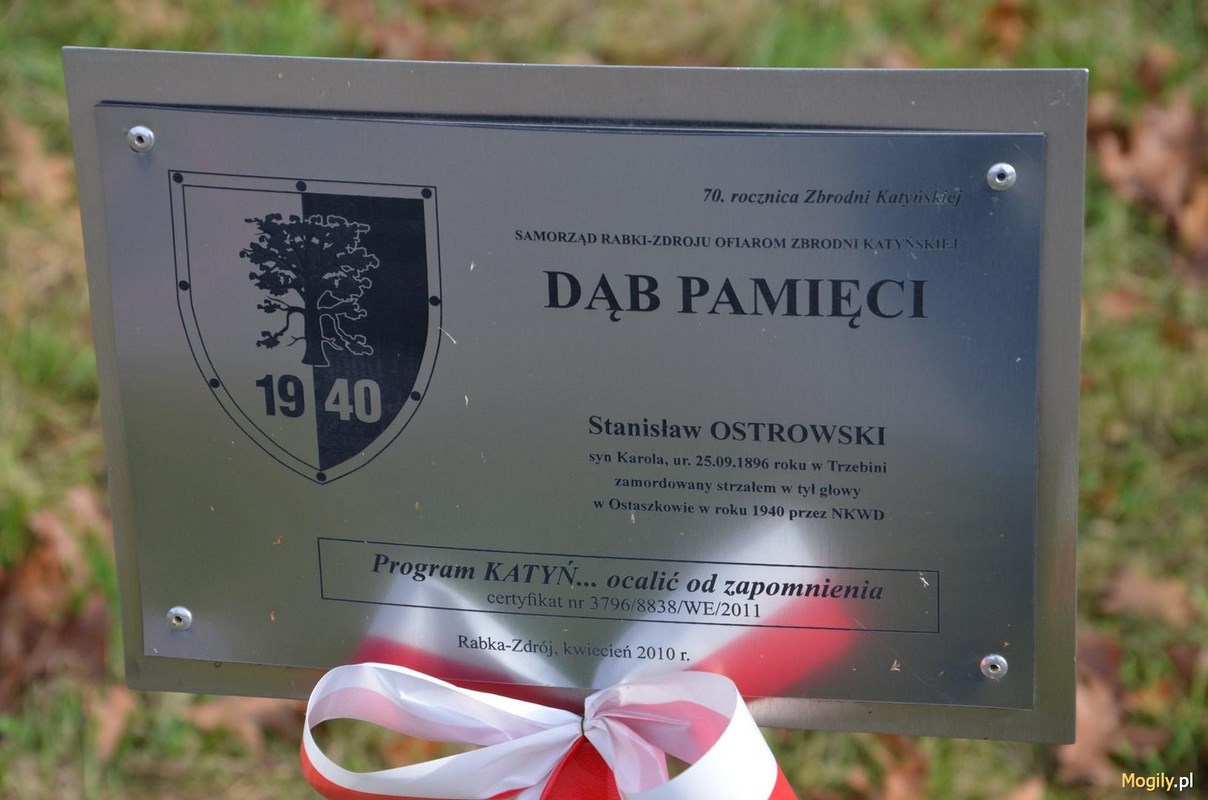 70. rocznica Zbrodni Katyńskiej
SAMORZĄD RABKI-ZDROJU OFIAROM ZBRODNI KATYŃSKIEJ
DĄB PAMIĘCI
19 40
Stanisław OSTROWSKI
syn Karola, ur. 25.09.1896 roku w Trzebini
zamordowany strzałem w tył głowy
w Ostaszkowie w roku 1940 przez NKWD
Program KATYŃ... ocalić od zapomnienia
certyfikat nr 3796/8838/WE/2011
Rabka-Zdrój, kwiecień 2010 r.
Mogily.pl